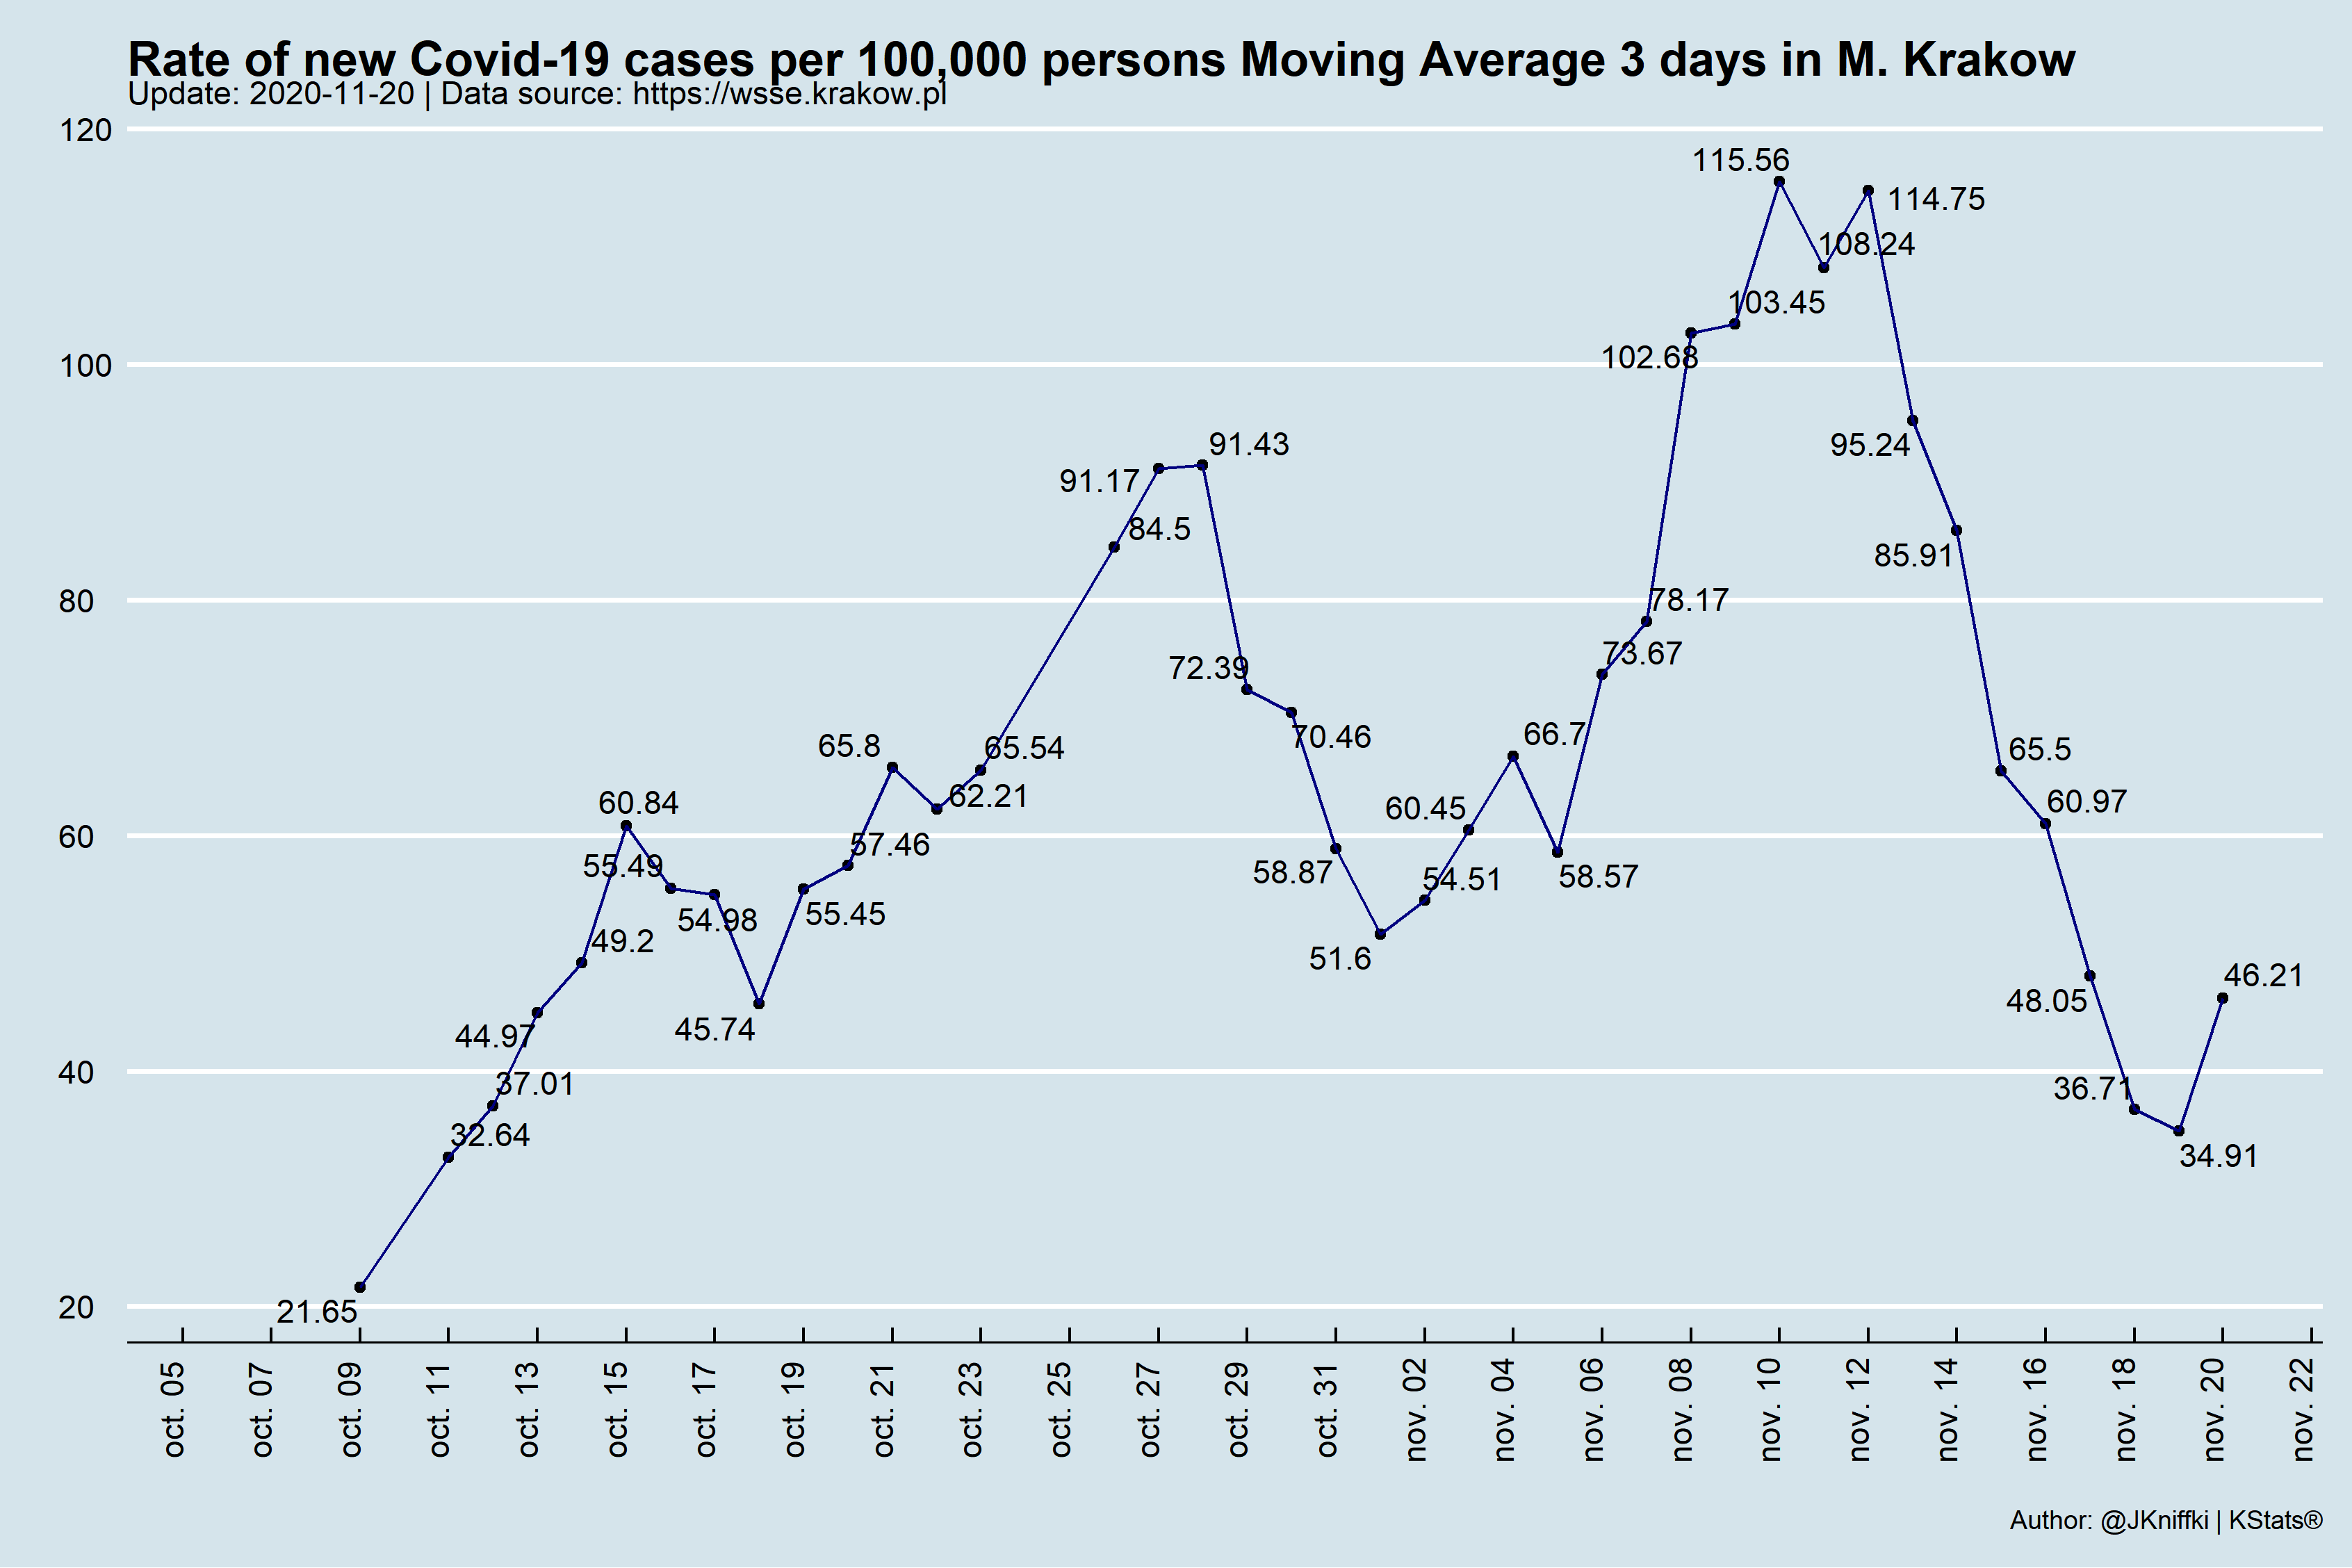 Rate of new Covid-19 cases per 100,000 persons Moving Average 3 days in M. Krakow
Update: 2020-11-20 | Data source: https://wsse.krakow.pl
120
100
80
60
40
20
21.65
32.64
37.01
44.97
49.2
60.84
55.49
54.98
45.74
55.45
57.46
65.8
62.21
65.54
84.5
91.17
91.43
72.39
70.46
58.87
51.6
54.51
60.45
66.7
58.57
73.67
78.17
102.68
103.45
115.56
108.24
114.75
95.24
85.91
65.5
60.97
48.05
36.71
34.91
46.21
oct. 05
oct. 07
oct. 09
oct. 11
oct. 13
oct. 15
oct. 17
oct. 19
oct. 21
oct. 23
oct. 25
oct. 27
oct. 29
oct. 31
nov. 02
nov. 04
nov. 06
nov. 08
nov. 10
nov. 12
nov. 14
nov. 16
nov. 18
nov. 20
nov. 22
Author: @JKniffki | KStats®